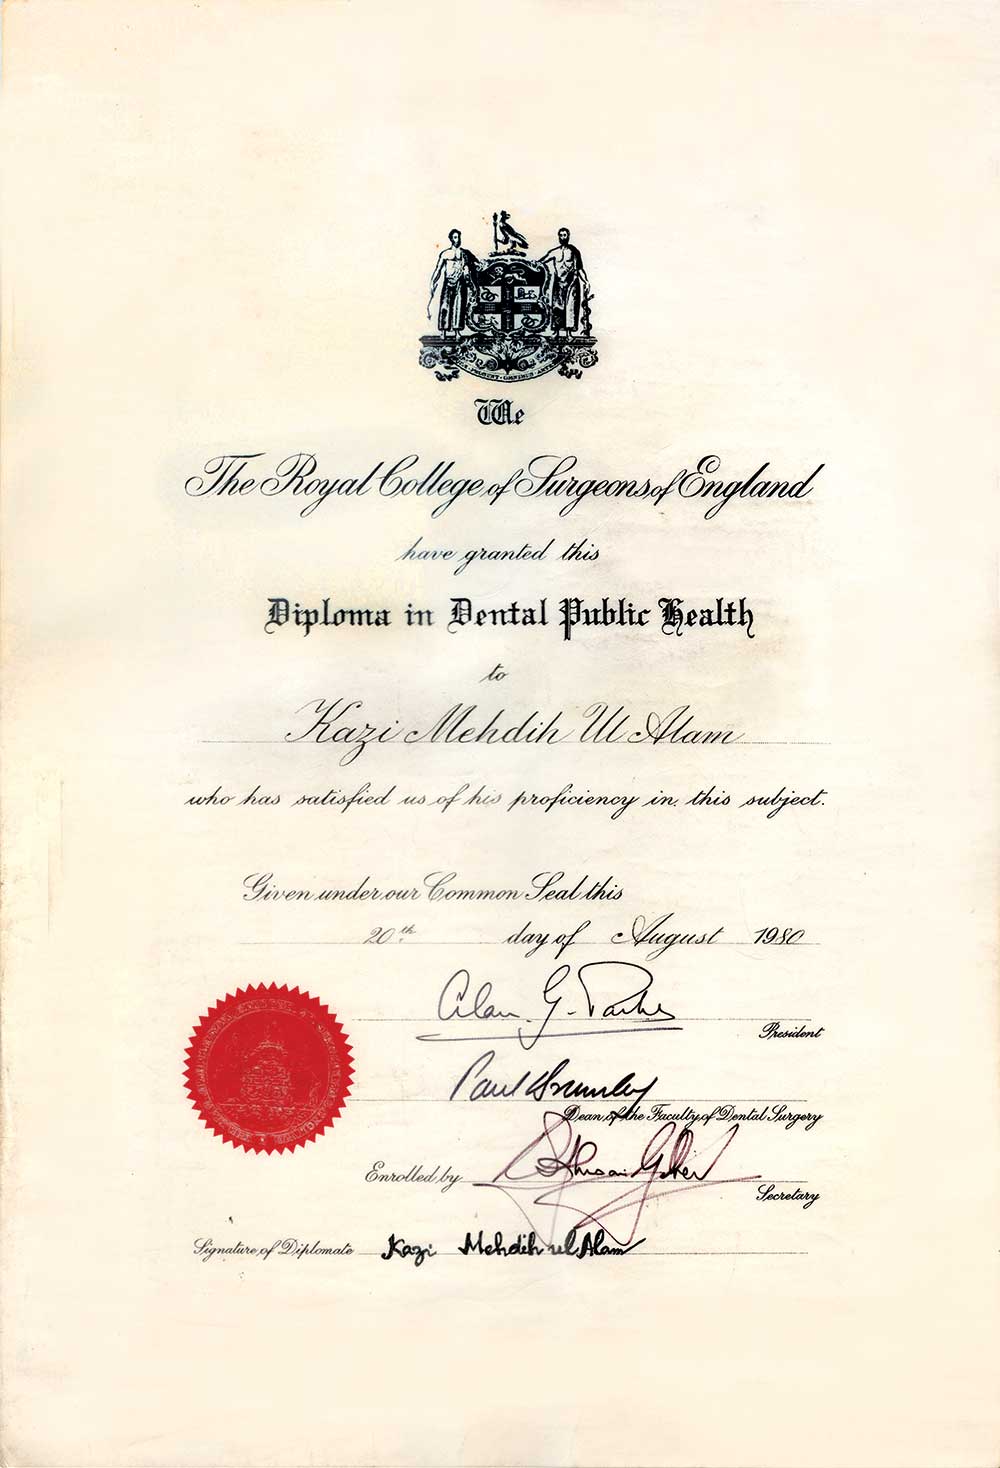 We
The Royal College of Surgeons of England
have granted this
Diploma in Dental Public Health
to
Kazi Mehdih Ul Alam
who has satisfied us of his proficiency in this subject.
Given under our Common Seal this
20th day of August 1980
Alan G. Parks
President
Paul Bramley
Dean of the Faculty of Dental Surgery
Enrolled by
Secretary
Signature of Diplomate Kazi Mehdih ul Alam